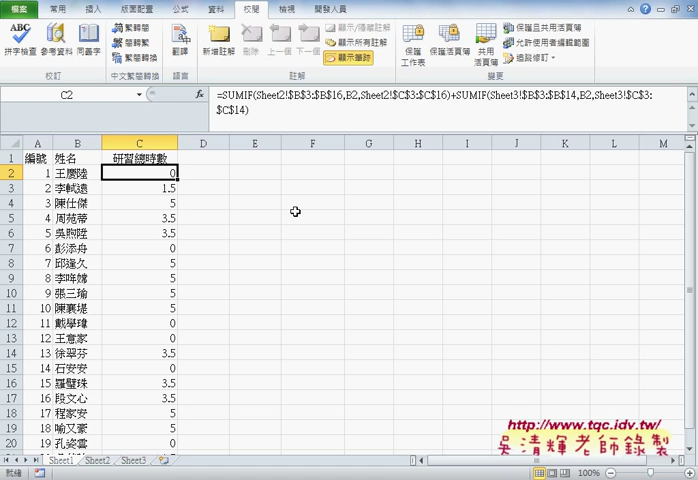 檔案 常用 插入 版面配置 公式 資料 校閱 檢視 開發人員
ABC
拼字檢查 參考資料 同義字
校訂
繁轉簡
簡轉繁
繁簡轉換
中文繁簡轉換
翻譯
語言
新增註解 刪除 上一個 下一個
顯示/隱藏註解
顯示所有註解
顯示筆跡
註解
保護
工作表
保護
活頁簿
共用
活頁簿
保護且共用活頁簿
允許使用者編輯範圍
追蹤修訂
變更
C2 fx =SUMIF(Sheet2!$B$3:$B$16,B2,Sheet2!$C$3:$C$16)+SUMIF(Sheet3!$B$3:$B$14,B2,Sheet3!$C$3:
$C$14)
A B C D E F G H I J K L M
1 編號 姓名 研習總時數
2 1 王慶陸 0
3 2 李軾遠 1.5
4 3 陳仕傑 5
5 4 周苑蒂 3.5
6 5 吳煦陞 3.5
7 6 彭添舟 0
8 7 邱逢久 5
9 8 5
10 9 張三瑜 5
11 10 陳襄堤 5
12 11 戴學瑋 0
13 12 王意家 0
14 13 徐翠芬 3.5
15 14 石安安 0
16 15 羅璧珠 3.5
17 16 段文心 3.5
18 17 程家安 5
19 18 喻又豪 5
20 19 孔姿雲 0
http://www.tqc.idv.tw/
吳清輝老師錄製
Sheet1 Sheet2 Sheet3
就緒 100%